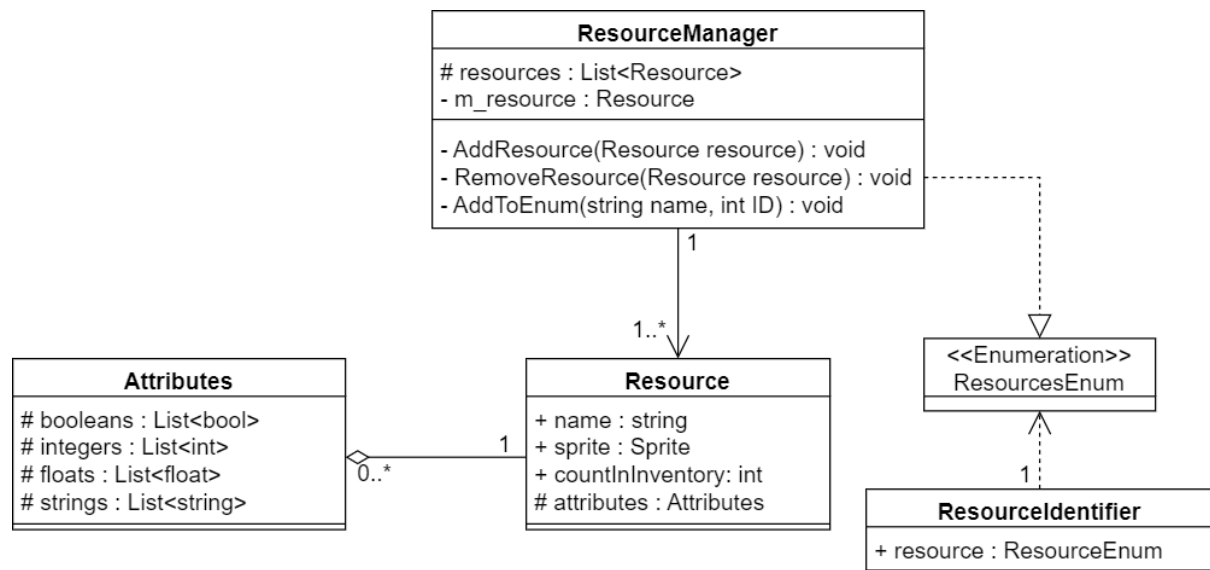 ResourceManager
# resources : List<Resource>
- m_resource : Resource
- AddResource(Resource resource) : void
- RemoveResource(Resource resource) : void
- AddToEnum(string name, int ID) : void
1
1..*
<<Enumeration>>
ResourcesEnum
Attributes
# booleans : List<bool>
# integers : List<int>
# floats : List<float>
# strings : List<string>
0..*
1
Resource
+ name : string
+ sprite : Sprite
+ countInInventory: int
# attributes : Attributes
1
ResourceIdentifier
+ resource : ResourceEnum